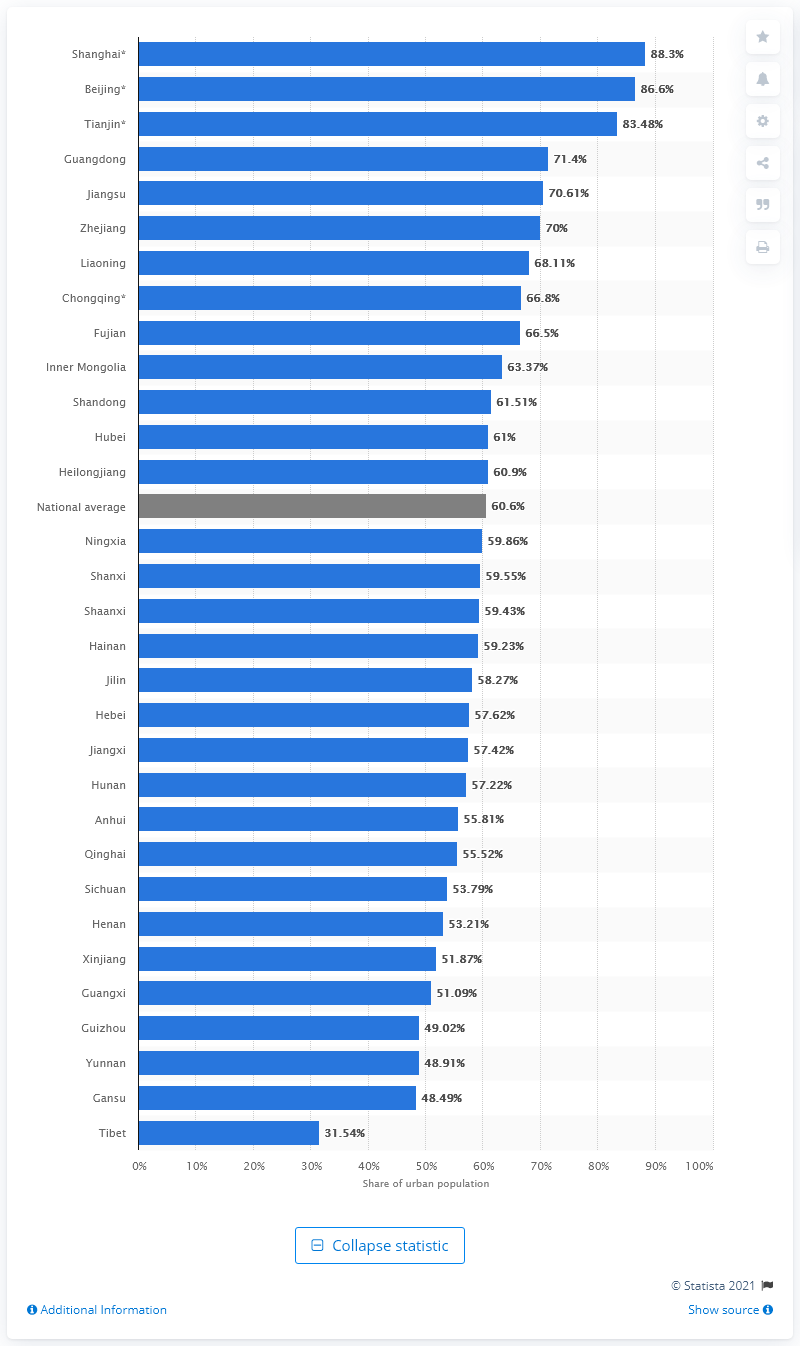 Shanghai* 88.3%
Beijing* 86.6%
Tianjin* 83.48%
Guangdong 71.4%
Jiangsu 70.61%
Zhejiang 70%
Liaoning 68.11%
Chongqing* 66.8%
Fujian 66.5%
Inner Mongolia 63.37%
Shandong 61.51%
Hubei 61%
Heilongjiang 60.9%
National average 60.6%
Ningxia 59.86%
Shanxi 59.55%
Shaanxi 59.43%
Hainan 59.23%
Jilin 58.27%
Hebei 57.62%
Jiangxi 57.42%
Hunan 57.22%
Anhui 55.81%
Qinghai 55.52%
Sichuan 53.79%
Henan 53.21%
Xinjiang 51.87%
Guangxi 51.09%
Guizhou 49.02%
Yunnan 48.91%
Gansu 48.49%
Tibet 31.54%
0% 10% 20% 30% 40% 50% 60% 70% 80% 90% 100%
Share of urban population
Collapse statistic
© Statista 2021
Additional Information Show source